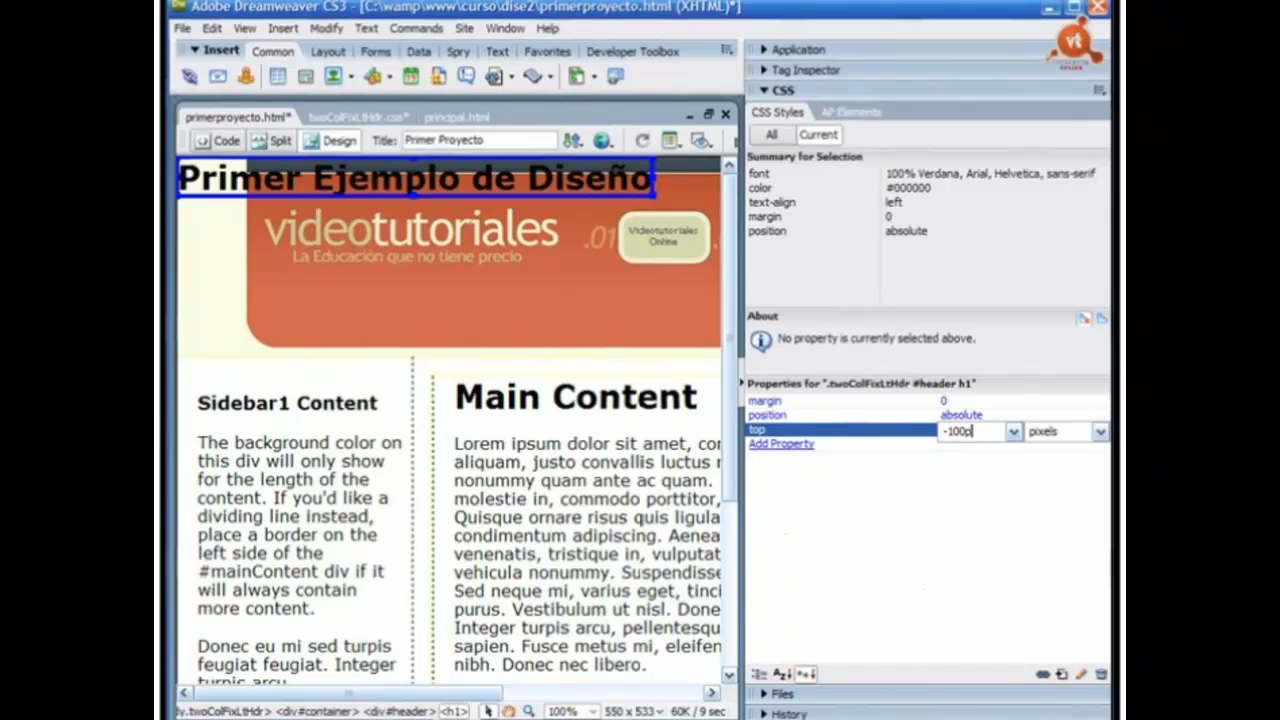 Adobe Dreamweaver CS3 - [C:\wamp\www\curso\dise2\primerproyecto.html (XHTML)*]
File Edit View Insert Modify Text Commands Site Window Help
Insert Common Layout Forms Data Spry Text Favorites Developer Toolbox
primerproyecto.html* twoColFixLtHdr.css* principal.html
Code Split Design Title: Primer Proyecto
Primer Ejemplo de Diseño
videotutoriales .01
Videotutoriales
Online
La Educación que no tiene precio
Sidebar1 Content
The background color on
this div will only show
for the length of the
content. If you'd like a
dividing line instead,
place a border on the
left side of the
#mainContent div if it
will always contain
more content.
Donec eu mi sed turpis
feugiat feugiat. Integer
turpis arcu
Main Content
Lorem ipsum dolor sit amet, cor
aliquam, justo convallis luctus r
nonummy quam ante ac quam.
molestie in, commodo porttitor,
Quisque ornare risus quis ligula
condimentum adipiscing. Aenea
venenatis, tristique in, vulputat
vehicula nonummy. Suspendisse
Sed neque mi, varius eget, tinci
purus. Vestibulum ut nisl. Done
Integer turpis arcu, pellentesqu
sapien. Fusce metus mi, eleifen
nibh. Donec nec libero.
dy.twoColFixLtHdr> <div#container> <div#header> <h1> 100% 550 x 533 60K / 9 sec
vt
Application
Tag Inspector
CSS
CSS Styles AP Elements
All Current
Summary for Selection
font 100% Verdana, Arial, Helvetica, sans-serif
color #000000
text-align left
margin 0
position absolute
About
No property is currently selected above.
Properties for ".twoColFixLtHdr #header h1"
margin 0
position absolute
top -100p pixels
Add Property
Files
History